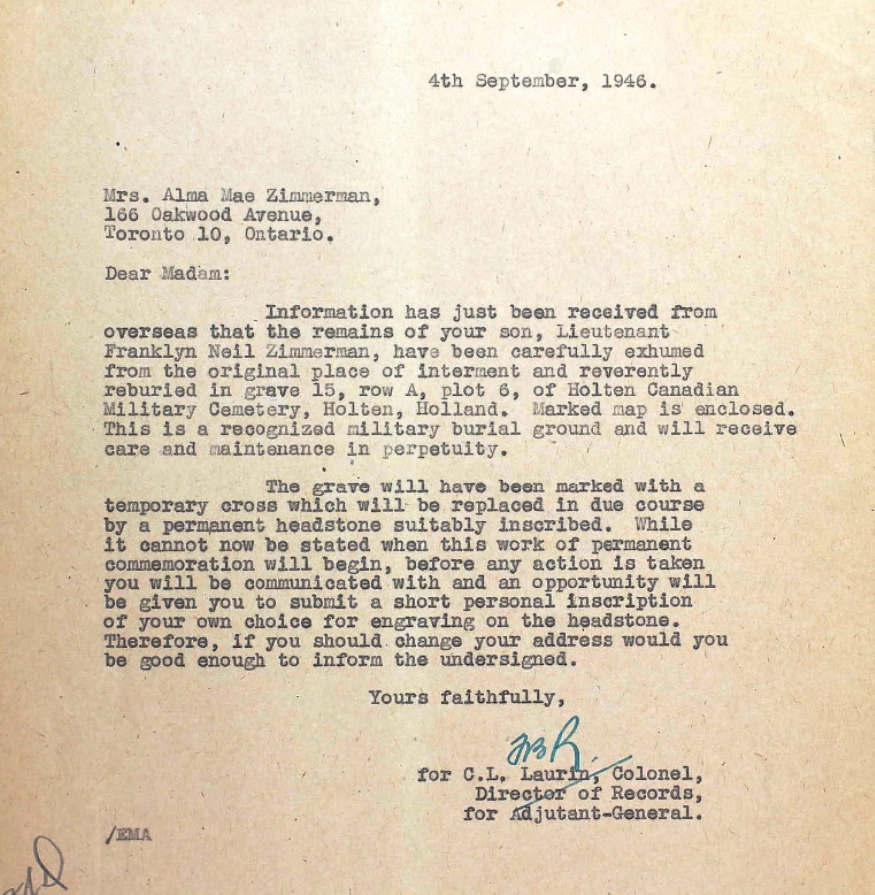 4th September, 1946.
Mrs. Alma Mae Zimmerman,
166 Oakwood Avenue,
Toronto 10, Ontario.
Dear Madam:
Information has just been received from
overseas that the remains of your son, Lieutenant
Franklyn Neil Zimmerman, have been carefully exhumed
from the original place of interment and reverently
reburied in grave 15, row A, plot 6, of Holten Canadian
Military Cemetery, Holten, Holland. Marked map is enclosed.
This is a recognized military burial ground and will receive
care and maintenance in perpetuity.
The grave will have been marked with a
temporary cross which will be replaced in due course
by a permanent headstone suitably inscribed. While
it cannot now be stated when this work of permanent
commemoration will begin, before any action is taken
you will be communicated with and an opportunity will
be given you to submit a short personal inscription
of your own choice for engraving on the headstone.
Therefore, if you should change your address would you
be good enough to inform the undersigned.
Yours faithfully,
for C.L. Laurin, Colonel,
Director of Records,
for Adjutant-General.
/EMA